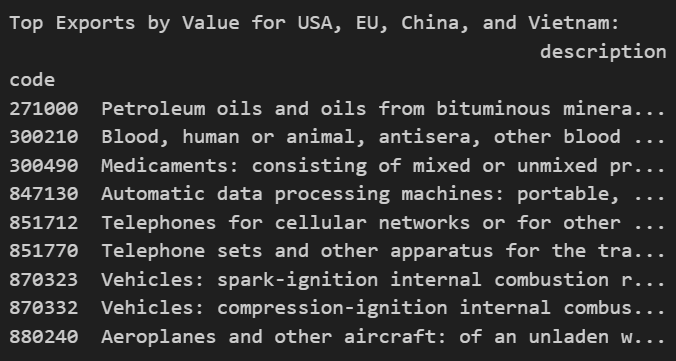 Top Exports by Value for USA, EU, China, and Vietnam:
description
code
271000 Petroleum oils and oils from bituminous minera...
300210 Blood, human or animal, antisera, other blood ...
300490 Medicaments: consisting of mixed or unmixed pr...
847130 Automatic data processing machines: portable, ...
851712 Telephones for cellular networks or for other ...
851770 Telephone sets and other apparatus for the tra...
870323 Vehicles: spark-ignition internal combustion r...
870332 Vehicles: compression-ignition internal combus...
880240 Aeroplanes and other aircraft: of an unladen w...